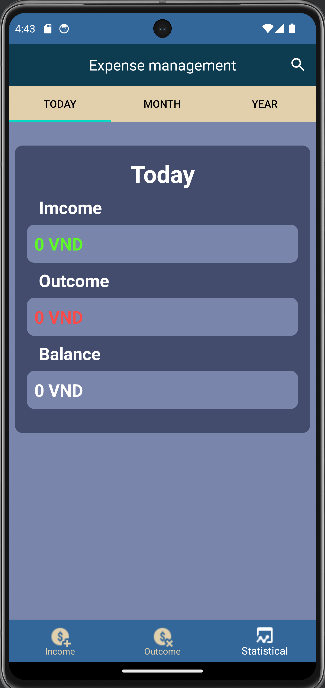 4:43
Expense management
TODAY MONTH YEAR
Today
Imcome
0 VND
Outcome
0 VND
Balance
0 VND
Income Outcome Statistical